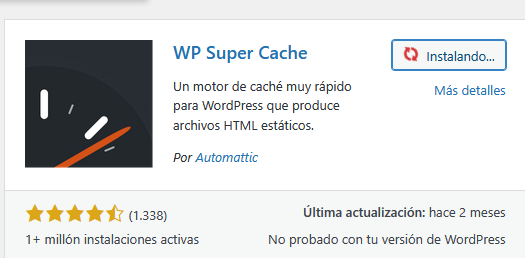 WP Super Cache
Instalando...
Más detalles
Un motor de caché muy rápido
para WordPress que produce
archivos HTML estáticos.
Por Automattic
(1.338)
Última actualización: hace 2 meses
1+ millón instalaciones activas
No probado con tu versión de WordPress